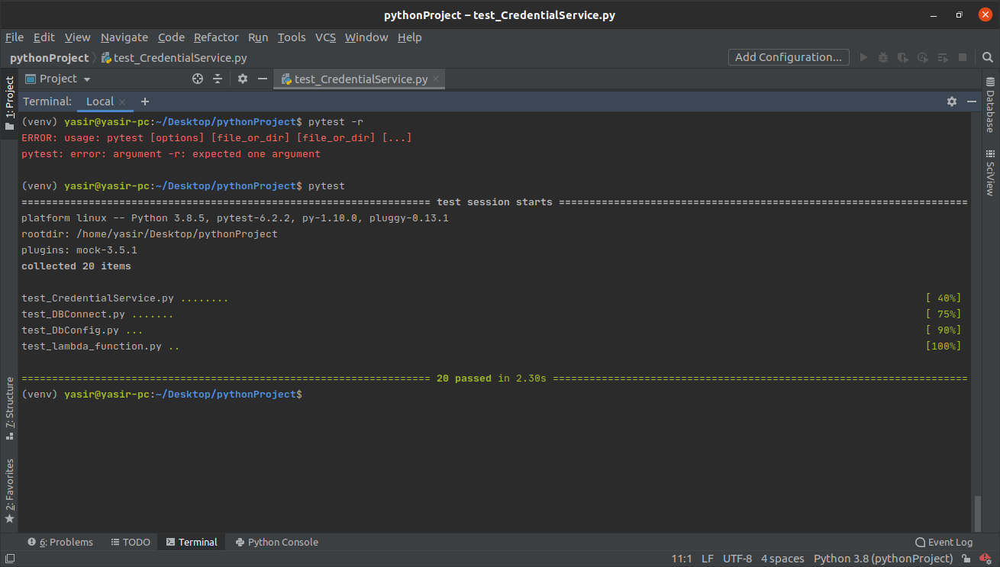 pythonProject – test_CredentialService.py
File Edit View Navigate Code Refactor Run Tools VCS Window Help
pythonProject test_CredentialService.py Add Configuration...
1: Project
Project test_CredentialService.py
Terminal: Local +
(venv) yasir@yasir-pc:~/Desktop/pythonProject$ pytest -r
ERROR: usage: pytest [options] [file_or_dir] [file_or_dir] [...]
pytest: error: argument -r: expected one argument
(venv) yasir@yasir-pc:~/Desktop/pythonProject$ pytest
=================================================================== test session starts ===================================================================
platform linux -- Python 3.8.5, pytest-6.2.2, py-1.10.0, pluggy-0.13.1
rootdir: /home/yasir/Desktop/pythonProject
plugins: mock-3.5.1
collected 20 items
test_CredentialService.py ........ [ 40%]
test_DBConnect.py ....... [ 75%]
test_DbConfig.py ... [ 90%]
test_lambda_function.py .. [100%]
=================================================================== 20 passed in 2.30s ====================================================================
(venv) yasir@yasir-pc:~/Desktop/pythonProject$
Database
SciView
7: Structure
2: Favorites
6: Problems TODO Terminal Python Console Event Log
11:1 LF UTF-8 4 spaces Python 3.8 (pythonProject)